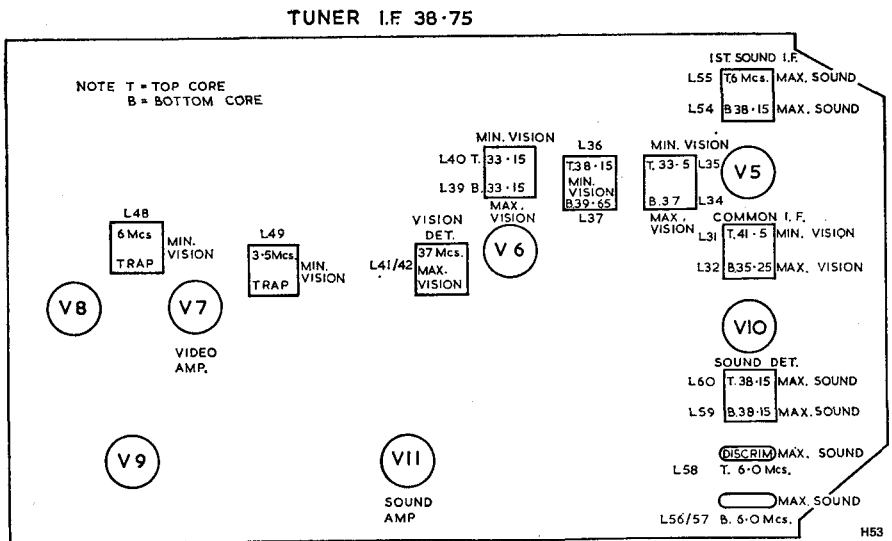 TUNER I.F. 38·75
NOTE T = TOP CORE
B = BOTTOM CORE
1ST. SOUND I.F.
L55 T.6 Mcs. MAX. SOUND
L54 B 38·15 MAX. SOUND
MIN. VISION
L40 T. 33·15
L39 B. 33·15
MAX. VISION
L36
T.38·15
MIN. VISION
B.39·65
L37
MIN. VISION
T. 33·5 L35
B.37 L34
MAX. VISION
V5
COMMON I.F.
L31 T.41·5 MIN. VISION
L32 B.35·25 MAX. VISION
L48
6 Mcs
TRAP
MIN. VISION
L49
3·5Mcs.
TRAP
MIN. VISION
VISION DET.
L41/42 37 Mcs.
MAX. VISION
V6
V8
V7
VIDEO AMP.
V10
SOUND DET.
L60 T.38·15 MAX. SOUND
L59 B.38·15 MAX. SOUND
V9
V11
SOUND AMP
DISCRIM MAX. SOUND
L58 T. 6·0 Mcs.
MAX. SOUND
L56/57 B. 6·0 Mcs.
H53